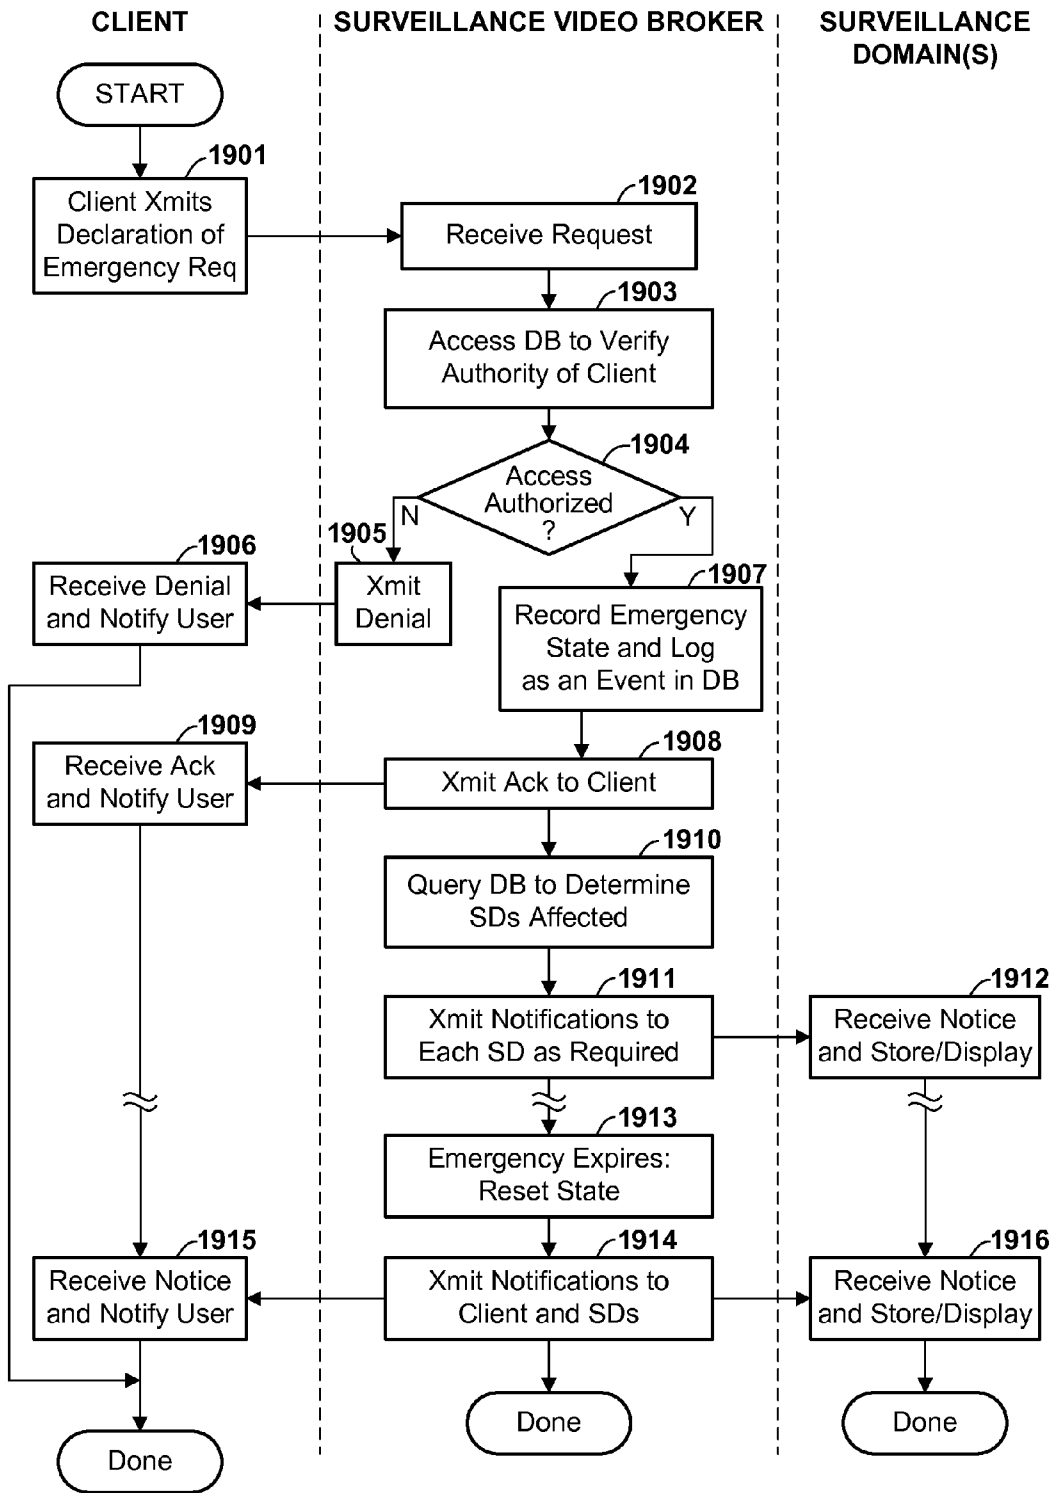 CLIENT
SURVEILLANCE VIDEO BROKER
SURVEILLANCE
DOMAIN(S)
START
1901
Client Xmits
Declaration of
Emergency Req
1902
Receive Request
1903
Access DB to Verify
Authority of Client
1904
Access
Authorized
?
N
Y
1905
Xmit
Denial
1906
Receive Denial
and Notify User
1907
Record Emergency
State and Log
as an Event in DB
1908
Xmit Ack to Client
1909
Receive Ack
and Notify User
1910
Query DB to Determine
SDs Affected
1911
Xmit Notifications to
Each SD as Required
1912
Receive Notice
and Store/Display
1913
Emergency Expires:
Reset State
1914
Xmit Notifications to
Client and SDs
1915
Receive Notice
and Notify User
1916
Receive Notice
and Store/Display
Done
Done
Done